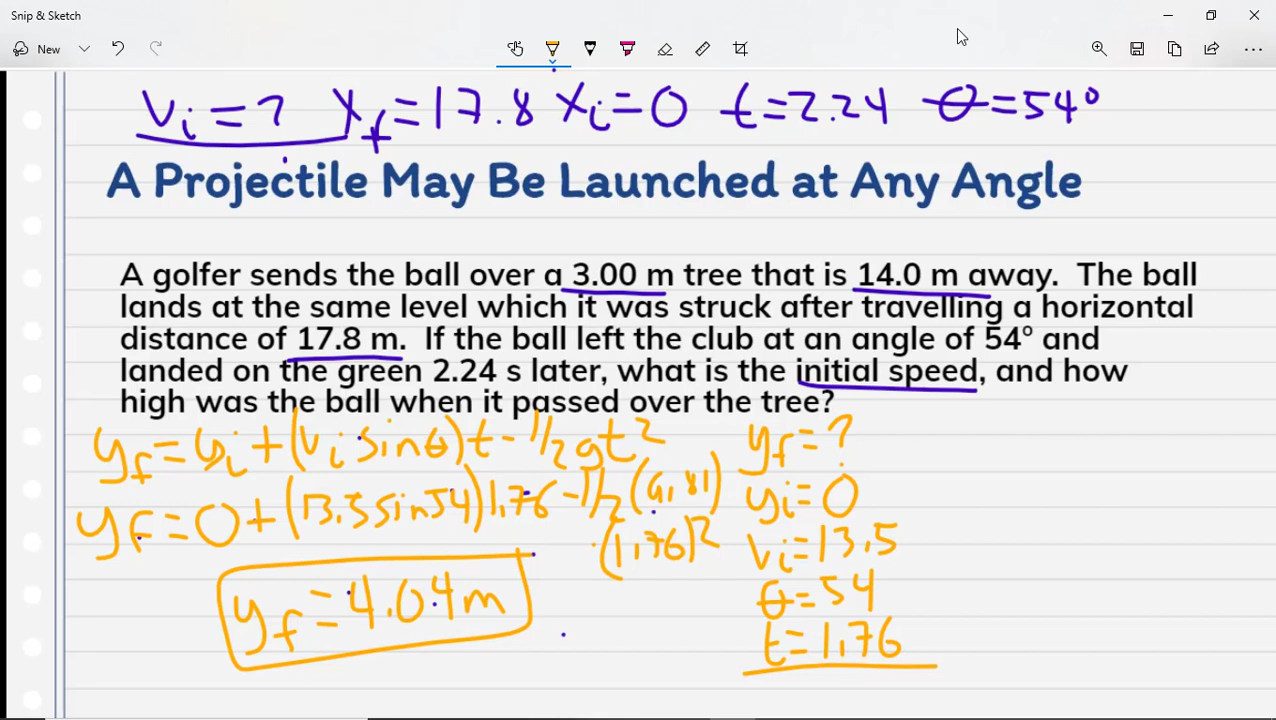 Snip & Sketch
New
vi = ? xf = 17.8 xi = 0 t = 2.24 θ = 54°
A Projectile May Be Launched at Any Angle
A golfer sends the ball over a 3.00 m tree that is 14.0 m away. The ball
lands at the same level which it was struck after travelling a horizontal
distance of 17.8 m. If the ball left the club at an angle of 54° and
landed on the green 2.24 s later, what is the initial speed, and how
high was the ball when it passed over the tree?
yf = yi + (vi sinθ)t - 1/2 gt²
yf = 0 + (13.5 sin54)1.76 - 1/2 (9.81)
(1.76)²
yf = 4.04m
yf = ?
yi = 0
vi = 13.5
θ = 54
t = 1.76